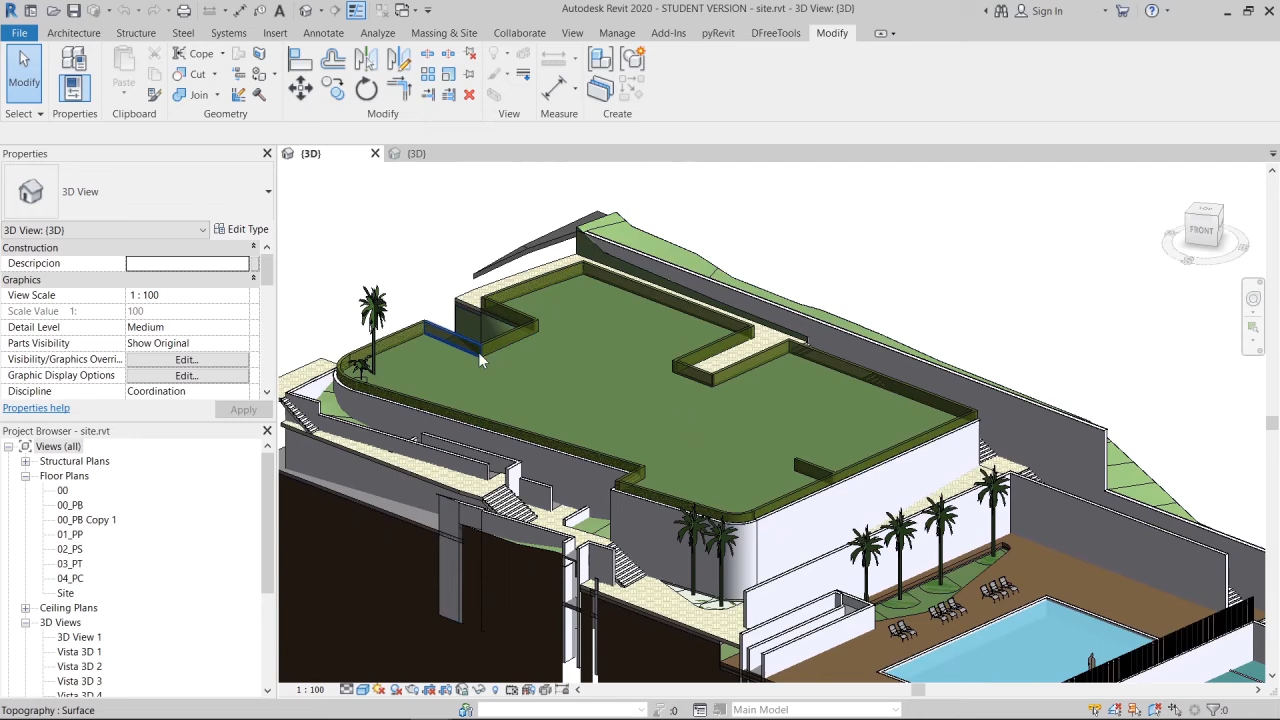 Autodesk Revit 2020 - STUDENT VERSION - site.rvt - 3D View: {3D}
Sign In
File Architecture Structure Steel Systems Insert Annotate Analyze Massing & Site Collaborate View Manage Add-Ins pyRevit DFreeTools Modify
Modify Paste Cope Cut Join
Select Properties Clipboard Geometry Modify View Measure Create
Properties
{3D} {3D}
3D View
3D View: {3D} Edit Type
Construction
Descripcion
Graphics
View Scale 1 : 100
Scale Value 1: 100
Detail Level Medium
Parts Visibility Show Original
Visibility/Graphics Overri... Edit...
Graphic Display Options Edit...
Discipline Coordination
Properties help Apply
Project Browser - site.rvt
Views (all)
Structural Plans
Floor Plans
00
00_PB
00_PB Copy 1
01_PP
02_PS
03_PT
04_PC
Site
Ceiling Plans
3D Views
3D View 1
Vista 3D 1
Vista 3D 2
Vista 3D 3
Vista 3D 4
TOP
FRONT
1 : 100
Topography : Surface
:0
Main Model
:0